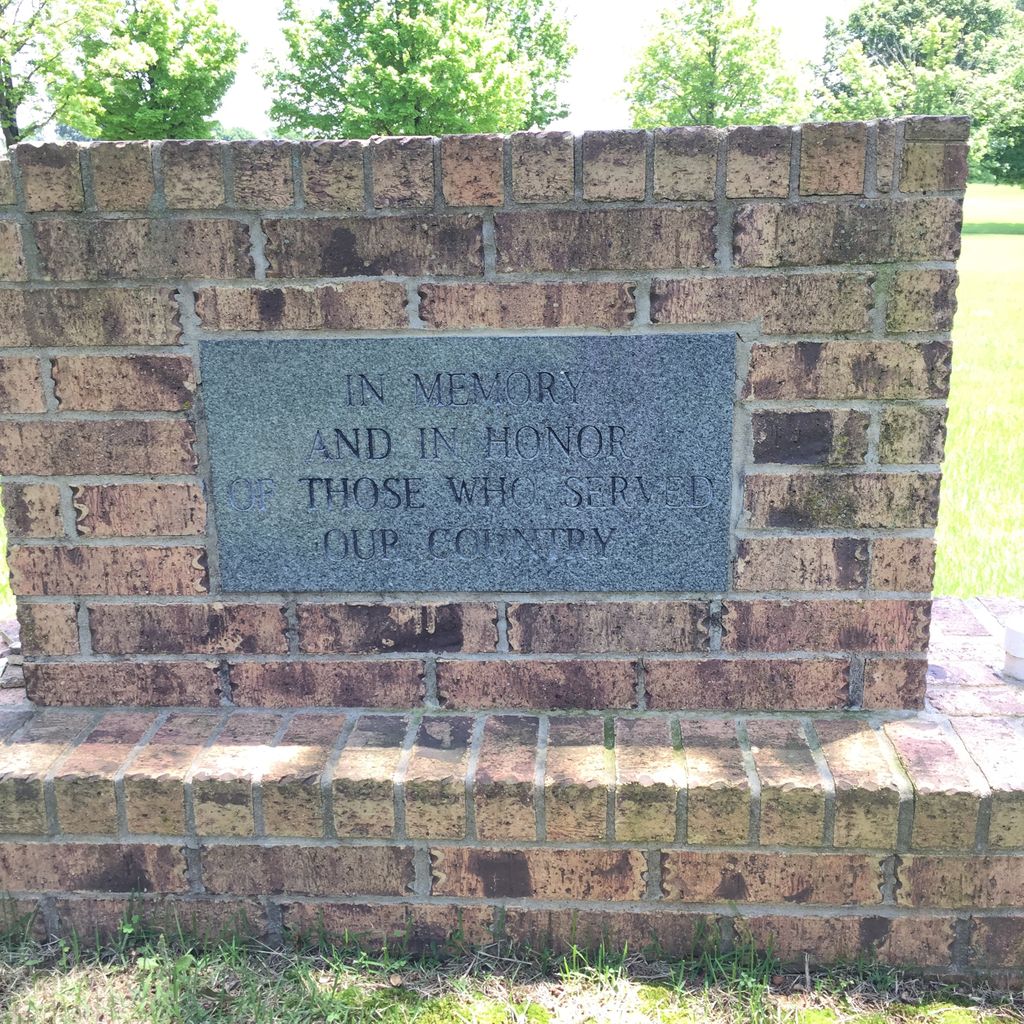 IN MEMORY
AND IN HONOR
OF THOSE WHO SERVED
OUR COUNTRY